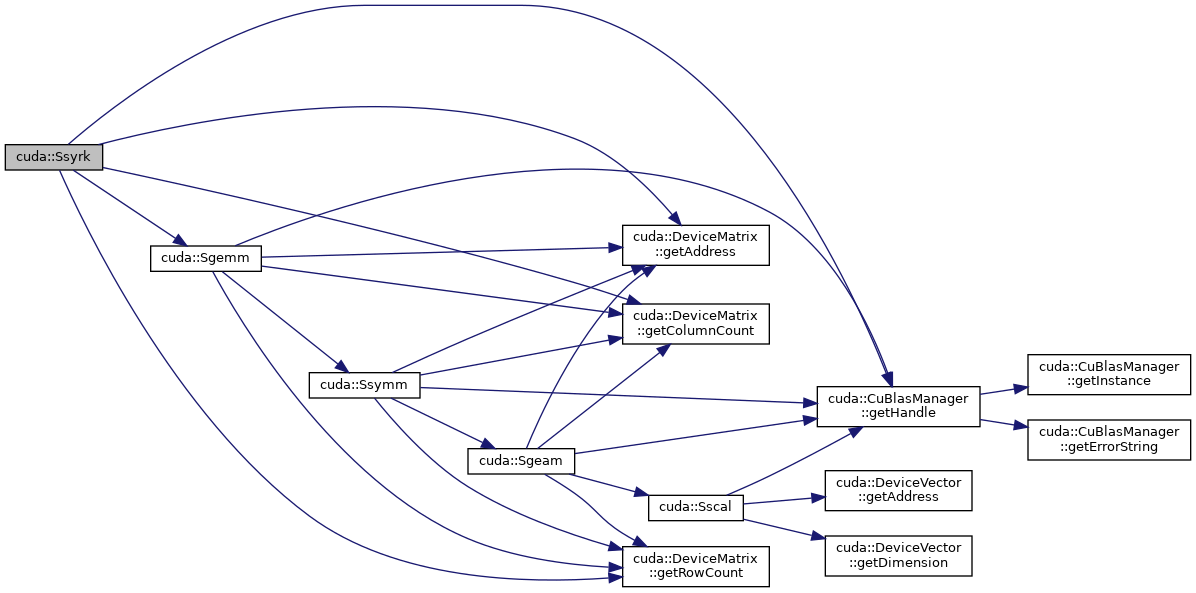 cuda::Ssyrk
cuda::Sgemm
cuda::DeviceMatrix
::getAddress
cuda::DeviceMatrix
::getColumnCount
cuda::Ssymm
cuda::CuBlasManager
::getHandle
cuda::CuBlasManager
::getInstance
cuda::CuBlasManager
::getErrorString
cuda::Sgeam
cuda::Sscal
cuda::DeviceVector
::getAddress
cuda::DeviceVector
::getDimension
cuda::DeviceMatrix
::getRowCount